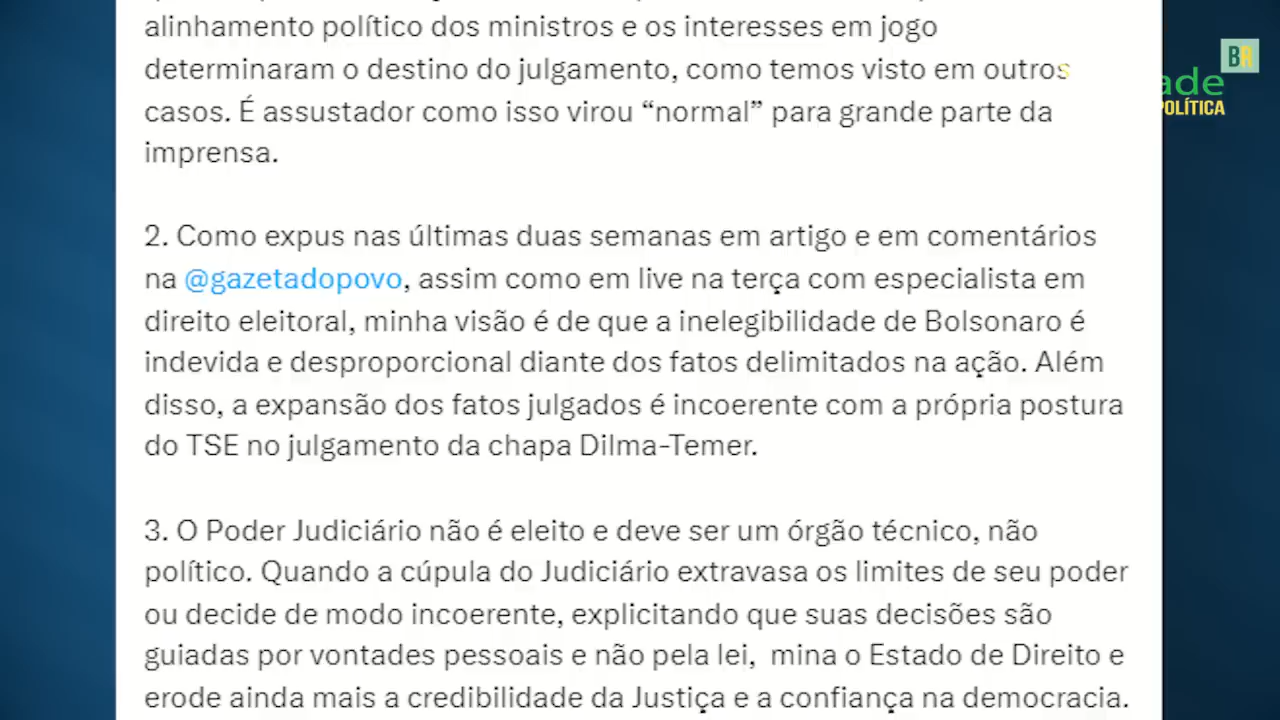 alinhamento político dos ministros e os interesses em jogo
determinaram o destino do julgamento, como temos visto em outros
casos. É assustador como isso virou “normal” para grande parte da
imprensa.
2. Como expus nas últimas duas semanas em artigo e em comentários
na @gazetadopovo, assim como em live na terça com especialista em
direito eleitoral, minha visão é de que a inelegibilidade de Bolsonaro é
indevida e desproporcional diante dos fatos delimitados na ação. Além
disso, a expansão dos fatos julgados é incoerente com a própria postura
do TSE no julgamento da chapa Dilma-Temer.
3. O Poder Judiciário não é eleito e deve ser um órgão técnico, não
político. Quando a cúpula do Judiciário extravasa os limites de seu poder
ou decide de modo incoerente, explicitando que suas decisões são
guiadas por vontades pessoais e não pela lei, mina o Estado de Direito e
erode ainda mais a credibilidade da Justiça e a confiança na democracia.
BR
ade
POLÍTICA